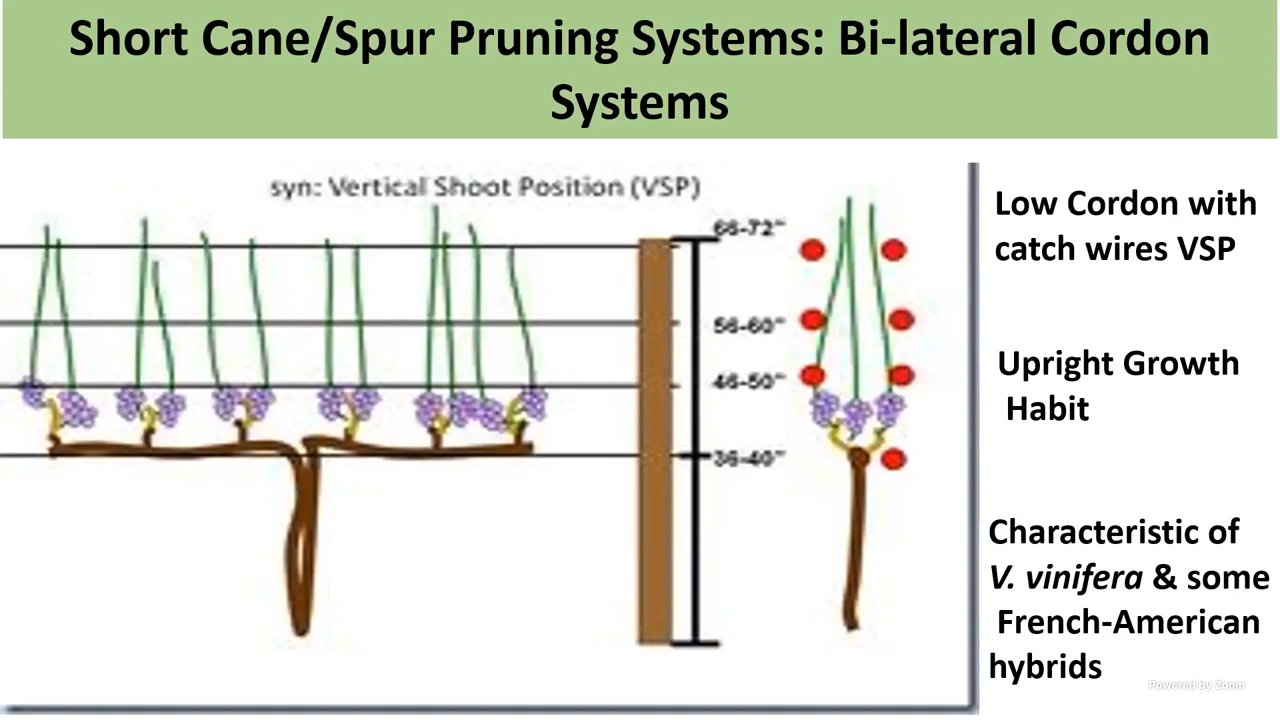 Short Cane/Spur Pruning Systems: Bi-lateral Cordon
Systems
syn: Vertical Shoot Position (VSP)
66-72"
56-60"
46-50"
36-40"
Low Cordon with
catch wires VSP
Upright Growth
Habit
Characteristic of
V. vinifera & some
French-American
hybrids
Powered by Zoom